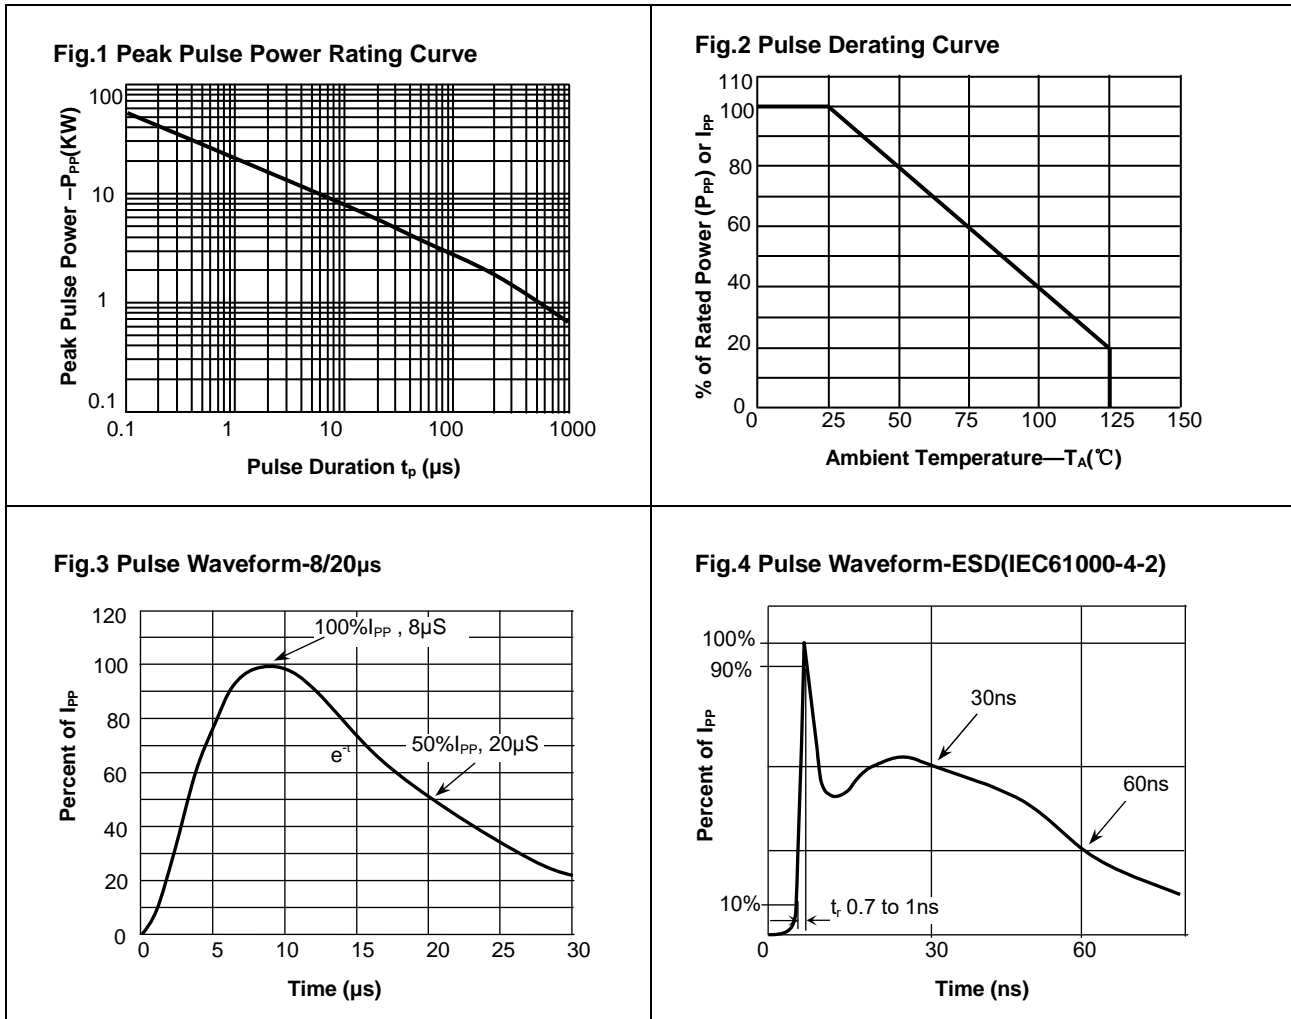 Fig.1 Peak Pulse Power Rating Curve
Peak Pulse Power –PPP(KW)
100
10
1
0.1
0.1 1 10 100 1000
Pulse Duration tp (µs)
Fig.2 Pulse Derating Curve
% of Rated Power (PPP) or IPP
110
100
80
60
40
20
0
25 50 75 100 125 150
Ambient Temperature—TA(℃)
Fig.3 Pulse Waveform-8/20µs
Percent of IPP
120
100
80
60
40
20
0
100%IPP , 8µS
50%IPP, 20µS
e-t
0 5 10 15 20 25 30
Time (µs)
Fig.4 Pulse Waveform-ESD(IEC61000-4-2)
Percent of IPP
100%
90%
10%
30ns
60ns
tr 0.7 to 1ns
0 30 60
Time (ns)